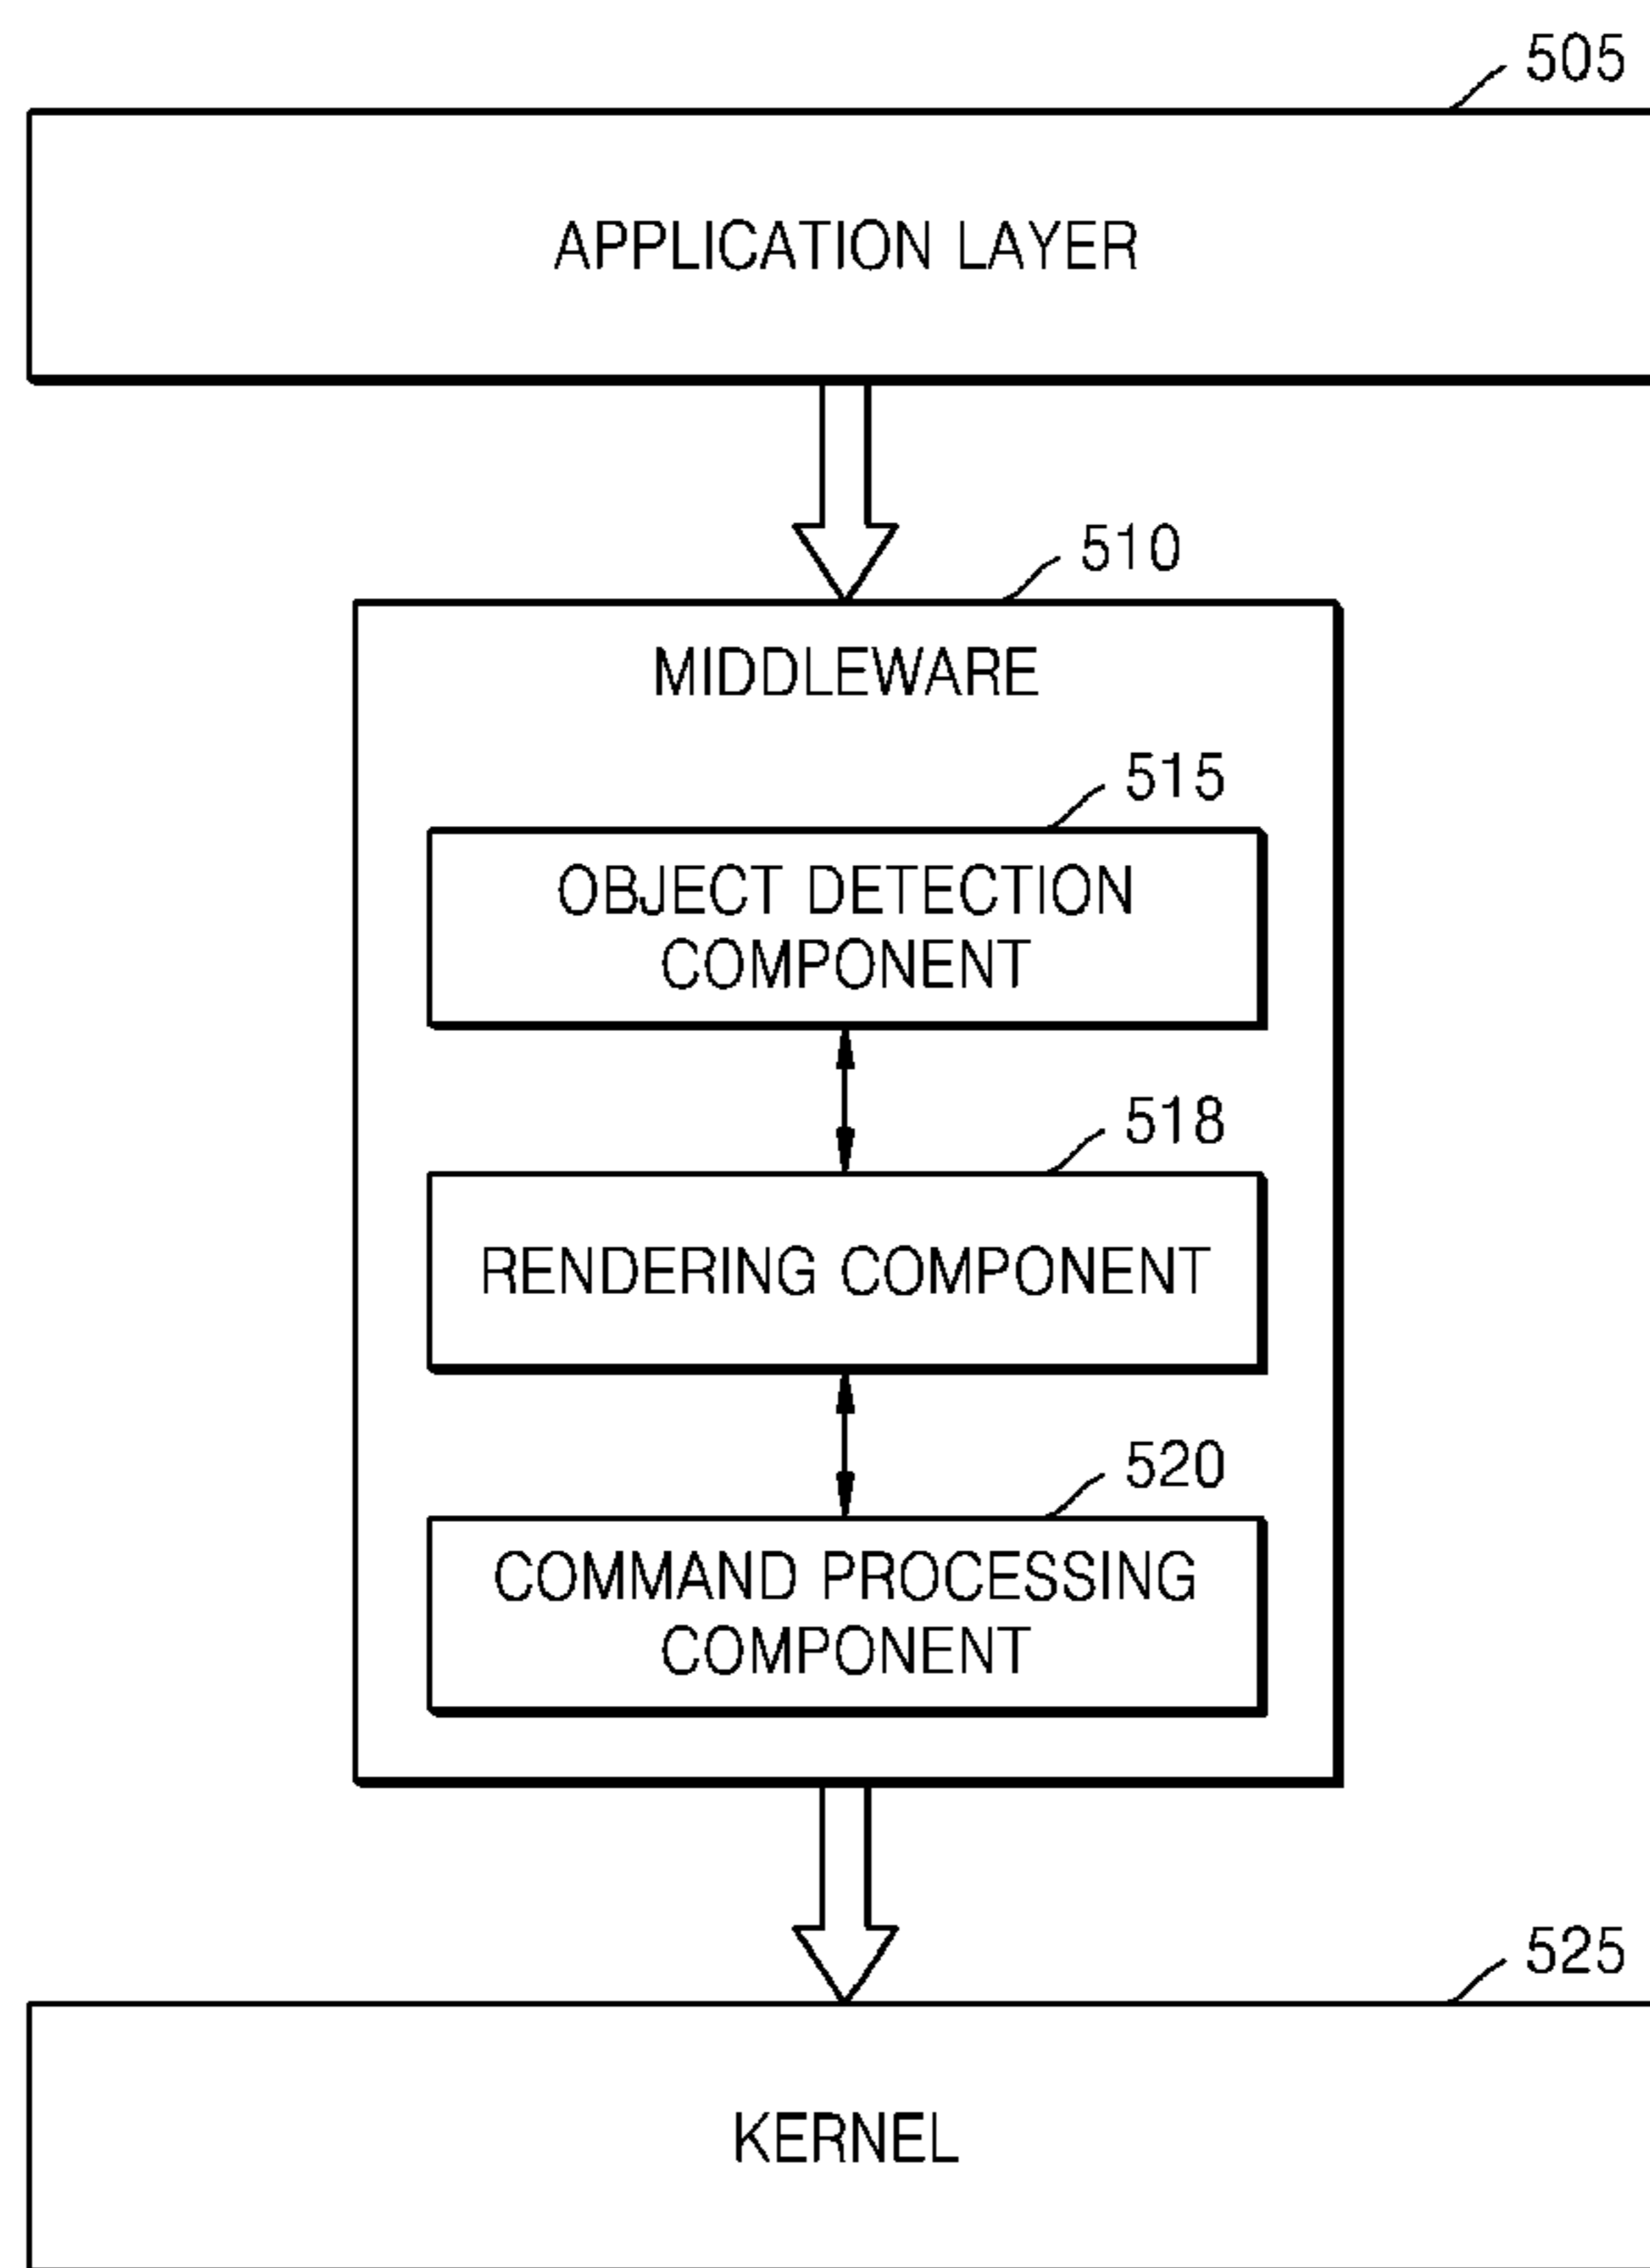 505
APPLICATION LAYER
510
MIDDLEWARE
515
OBJECT DETECTION
COMPONENT
518
RENDERING COMPONENT
520
COMMAND PROCESSING
COMPONENT
525
KERNEL